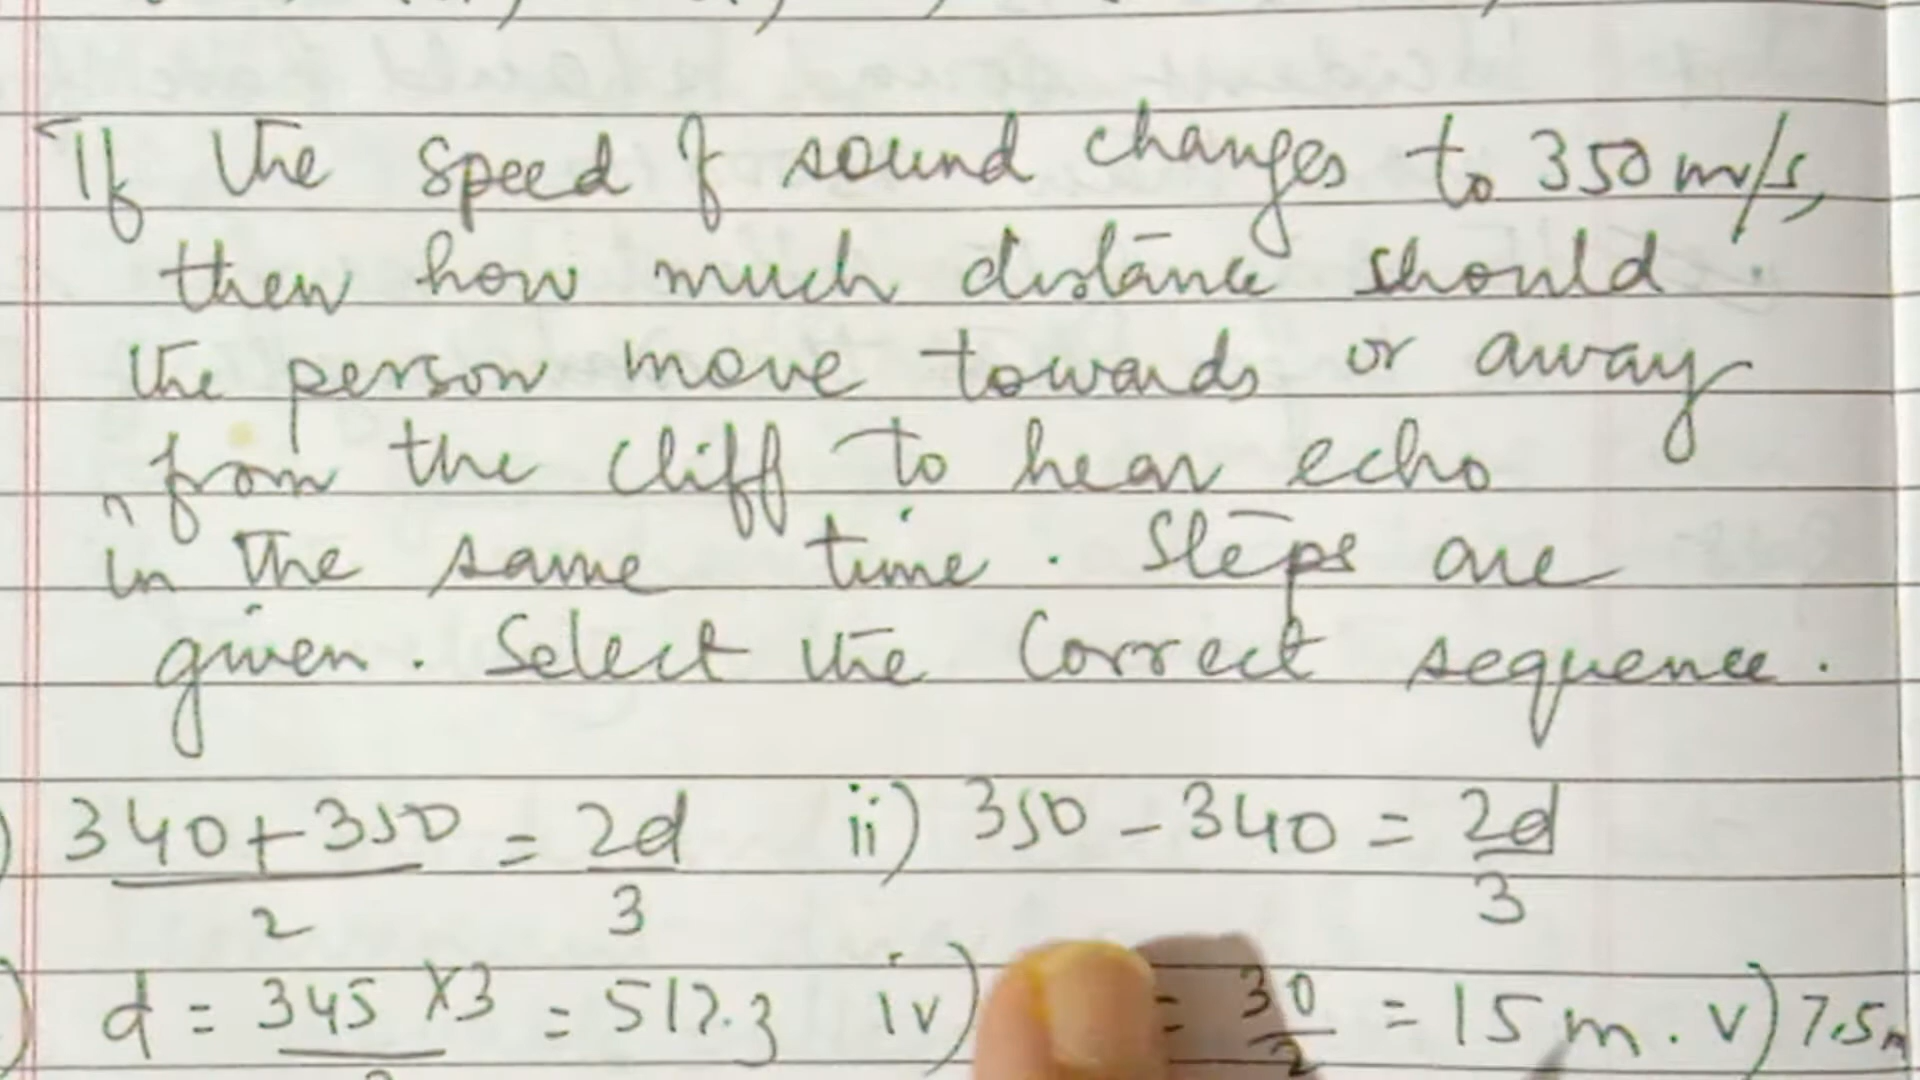 If the speed of sound changes to 350 m/s,
then how much distance should
the person move towards or away
from the cliff to hear echo
in the same time. Steps are
given. Select the correct sequence.
) 340+350 / 2 = 2d / 3 ii) 350 - 340 = 2d / 3
) d = 345 X3 = 517.3 iv) = 30 / 2 = 15 m. v) 7.5m